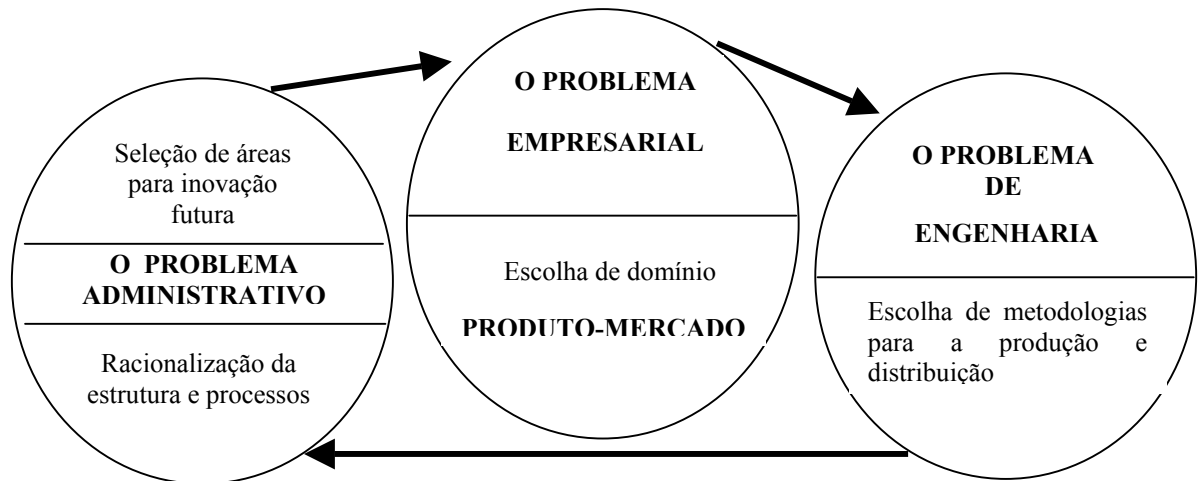 Seleção de áreas
para inovação
futura
O PROBLEMA
ADMINISTRATIVO
Racionalização da
estrutura e processos
O PROBLEMA
EMPRESARIAL
Escolha de domínio
PRODUTO-MERCADO
O PROBLEMA
DE
ENGENHARIA
Escolha de metodologias
para a produção e
distribuição